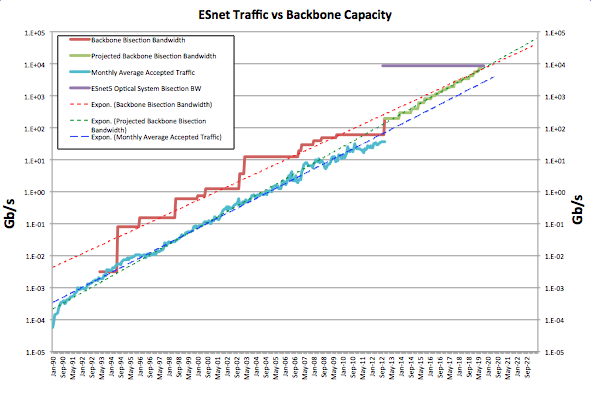 ESnet Traffic vs Backbone Capacity
1.E+05
1.E+04
1.E+03
1.E+02
1.E+01
1.E+00
1.E-01
1.E-02
1.E-03
1.E-04
1.E-05
Gb/s
Backbone Bisection Bandwidth
Projected Backbone Bisection Bandwidth
Monthly Average Accepted Traffic
ESnet5 Optical System Bisection BW
Expon. (Backbone Bisection Bandwidth)
Expon. (Projected Backbone Bisection
Bandwidth)
Expon. (Monthly Average Accepted Traffic)
1.E+05
1.E+04
1.E+03
1.E+02
1.E+01
1.E+00
1.E-01
1.E-02
1.E-03
1.E-04
1.E-05
Gb/s
Jan-90
Sep-90
May-91
Jan-92
Sep-92
May-93
Jan-94
Sep-94
May-95
Jan-96
Sep-96
May-97
Jan-98
Sep-98
May-99
Jan-00
Sep-00
May-01
Jan-02
Sep-02
May-03
Jan-04
Sep-04
May-05
Jan-06
Sep-06
May-07
Jan-08
Sep-08
May-09
Jan-10
Sep-10
May-11
Jan-12
Sep-12
May-13
Jan-14
Sep-14
May-15
Jan-16
Sep-16
May-17
Jan-18
Sep-18
May-19
Jan-20
Sep-20
May-21
Jan-22
Sep-22